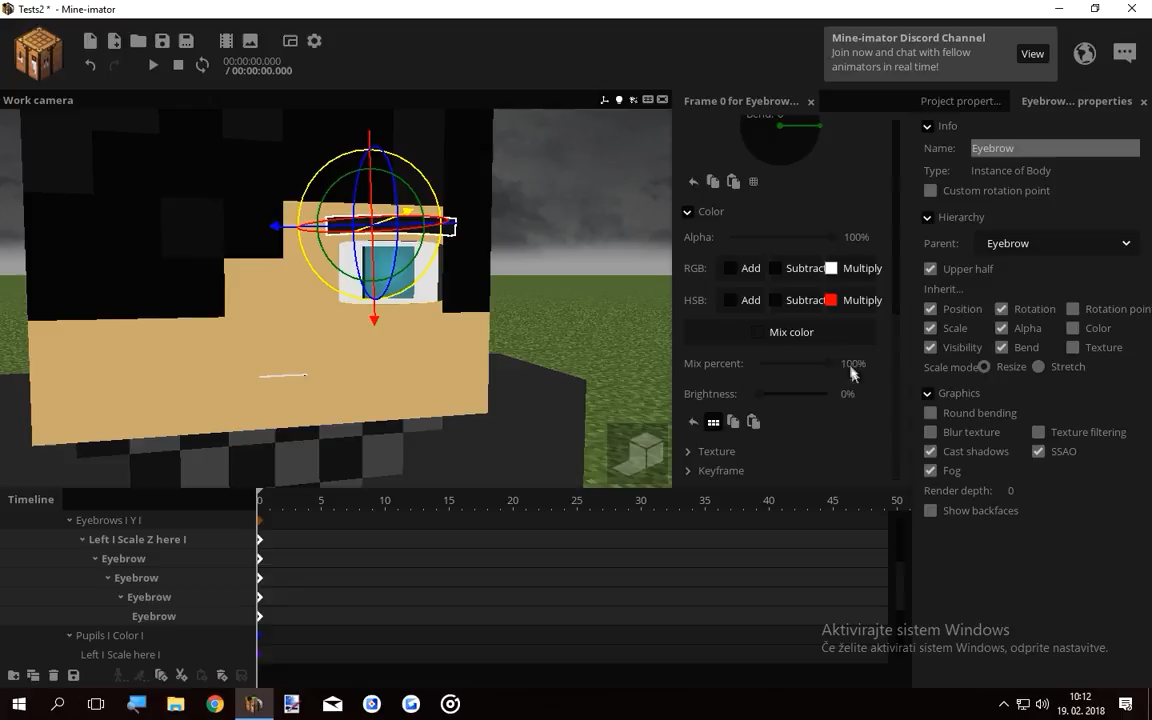 Tests2 * - Mine-imator
00:00:00.000
/ 00:00:00.000
Mine-imator Discord Channel
Join now and chat with fellow
animators in real time!
View
Work camera
Frame 0 for Eyebrow...
Project propert...
Eyebrow... properties
Color
Alpha:
100%
RGB:
Add
Subtract
Multiply
HSB:
Add
Subtract
Multiply
Mix color
Mix percent:
100%
Brightness:
0%
Texture
Keyframe
Info
Name:
Eyebrow
Type:
Instance of Body
Custom rotation point
Hierarchy
Parent:
Eyebrow
Upper half
Inherit...
Position
Rotation
Rotation poin
Scale
Alpha
Color
Visibility
Bend
Texture
Scale mode
Resize
Stretch
Graphics
Round bending
Blur texture
Texture filtering
Cast shadows
SSAO
Fog
Render depth:
0
Show backfaces
Timeline
0
5
10
15
20
25
30
35
40
45
50
Eyebrows I Y I
Left I Scale Z here I
Eyebrow
Eyebrow
Eyebrow
Eyebrow
Pupils I Color I
Left I Scale here I
Aktivirajte sistem Windows
Če želite aktivirati sistem Windows, odprite nastavitve.
10:12
19. 02. 2018